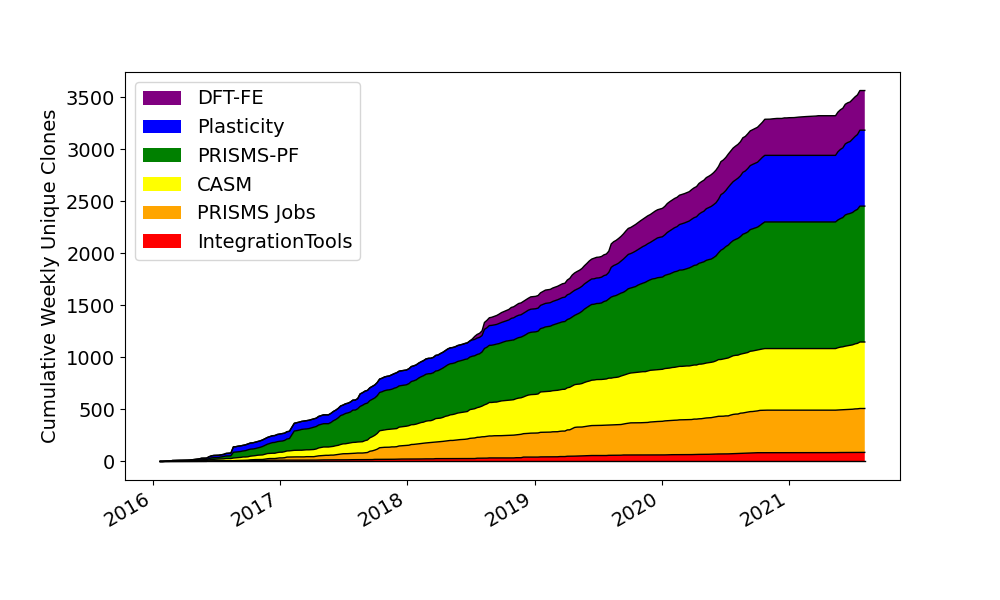 Cumulative Weekly Unique Clones
3500
3000
2500
2000
1500
1000
500
0
DFT-FE
Plasticity
PRISMS-PF
CASM
PRISMS Jobs
IntegrationTools
2016
2017
2018
2019
2020
2021